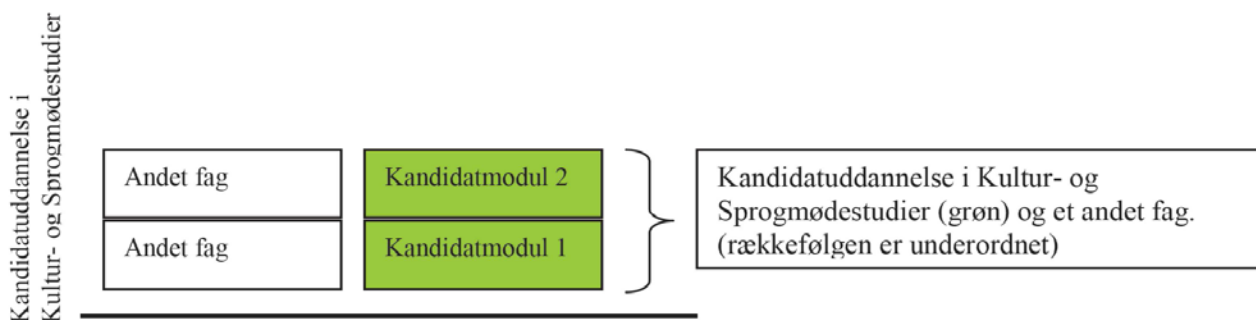 Kandidatuddannelse i
Kultur- og Sprogmødestudier
Andet fag
Kandidatmodul 2
Andet fag
Kandidatmodul 1
Kandidatuddannelse i Kultur- og
Sprogmødestudier (grøn) og et andet fag.
(rækkefølgen er underordnet)